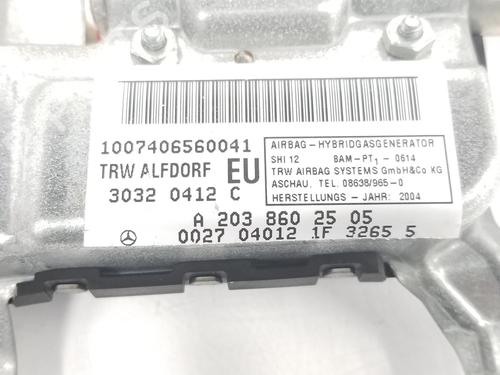 1007406560041
TRW ALFDORF EU
3032 0412 C
AIRBAG-HYBRIDGASGENERATOR
SHI 12 BAM-PT1-0614
TRW AIRBAG SYSTEMS GmbH&Co KG
ASCHAU. TEL. 08638/965-0
HERSTELLUNGS - JAHR: 2004
A 203 860 25 05
0027 04012 1F 3265 5